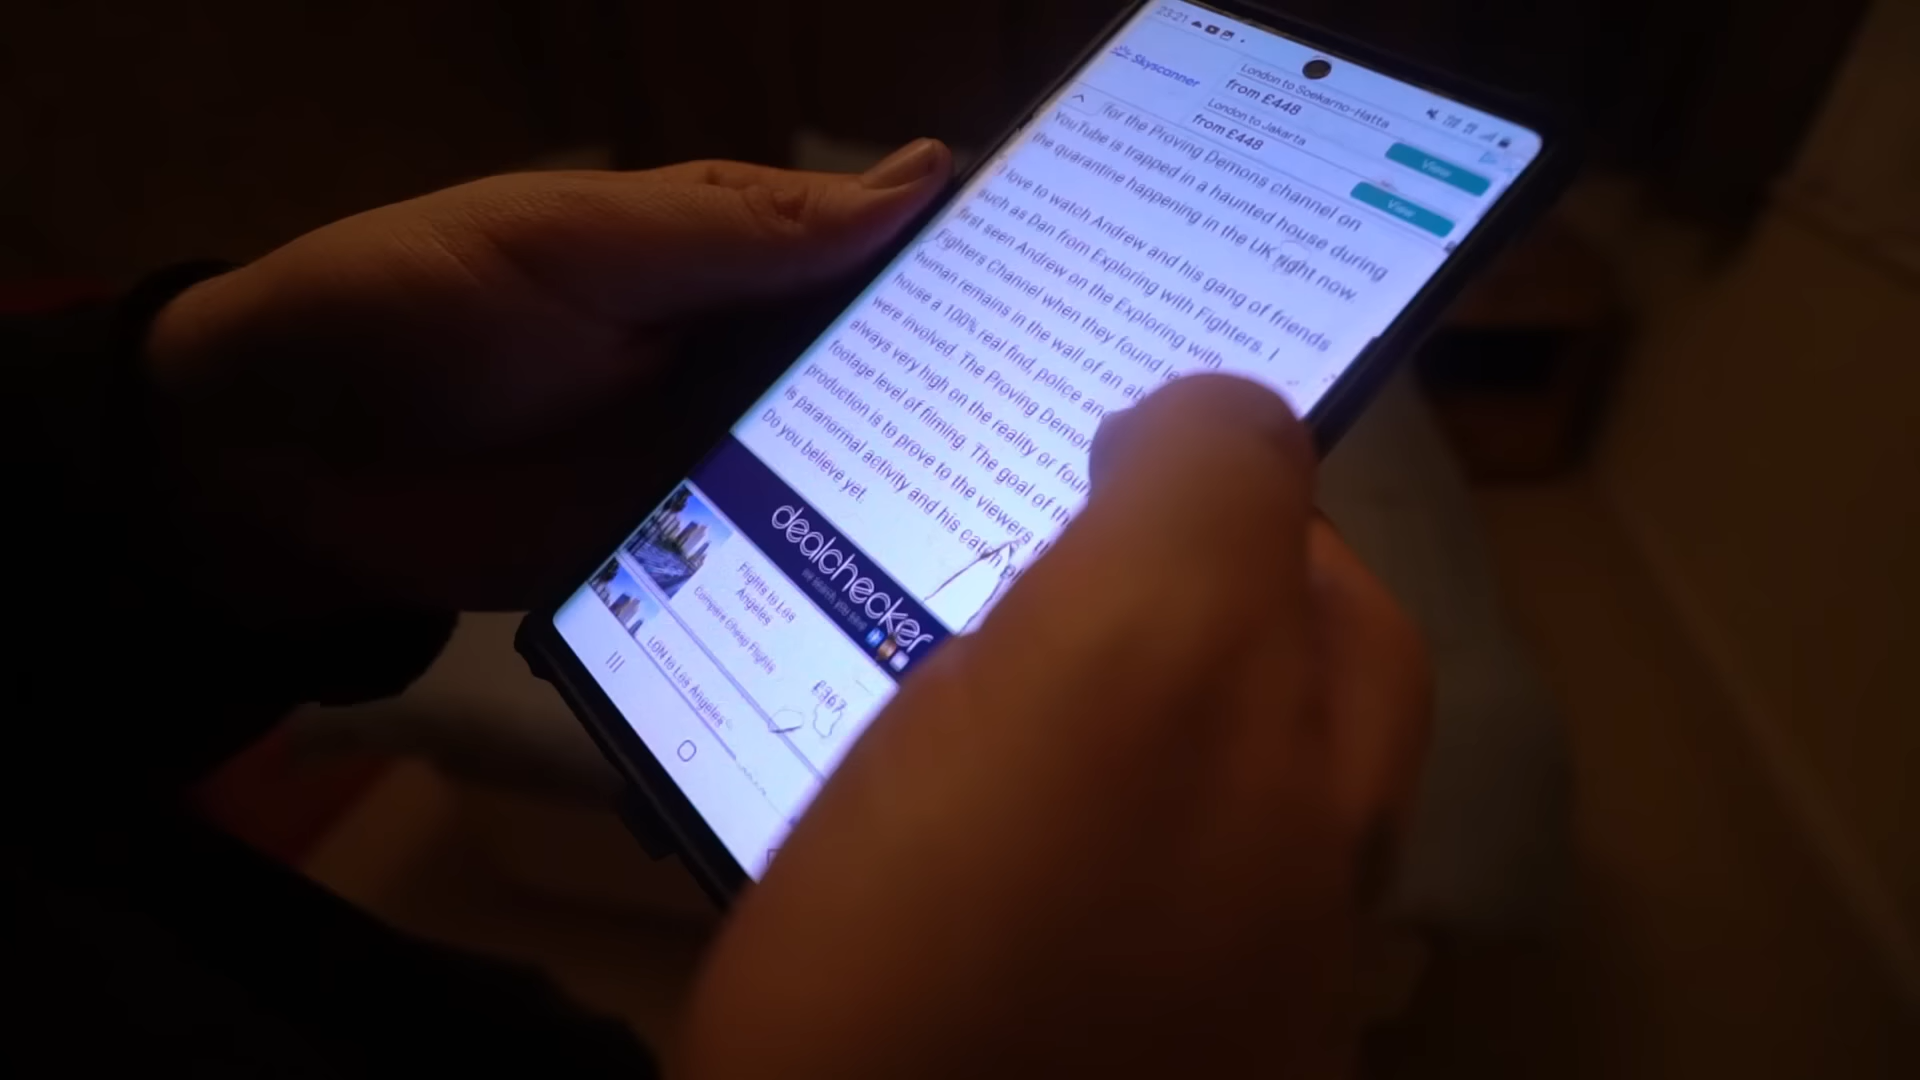 23:21
Skyscanner
London to Soekarno-Hatta
from £448
View
London to Jakarta
from £448
View
for the Proving Demons channel on
YouTube is trapped in a haunted house during
the quarantine happening in the UK right now.
I love to watch Andrew and his gang of friends
such as Dan from Exploring with Fighters. I
first seen Andrew on the Exploring with
Fighters Channel when they found
human remains in the wall of an
house a 100% real find, police
were involved. The Proving
always very high on the reality or
footage level of filming. The goal of
production is to prove to the viewers
is paranormal activity and his
Do you believe yet.
dealchecker
Flights to Los
Angeles
Compare Cheap Flights
£367
LON to Los Angeles